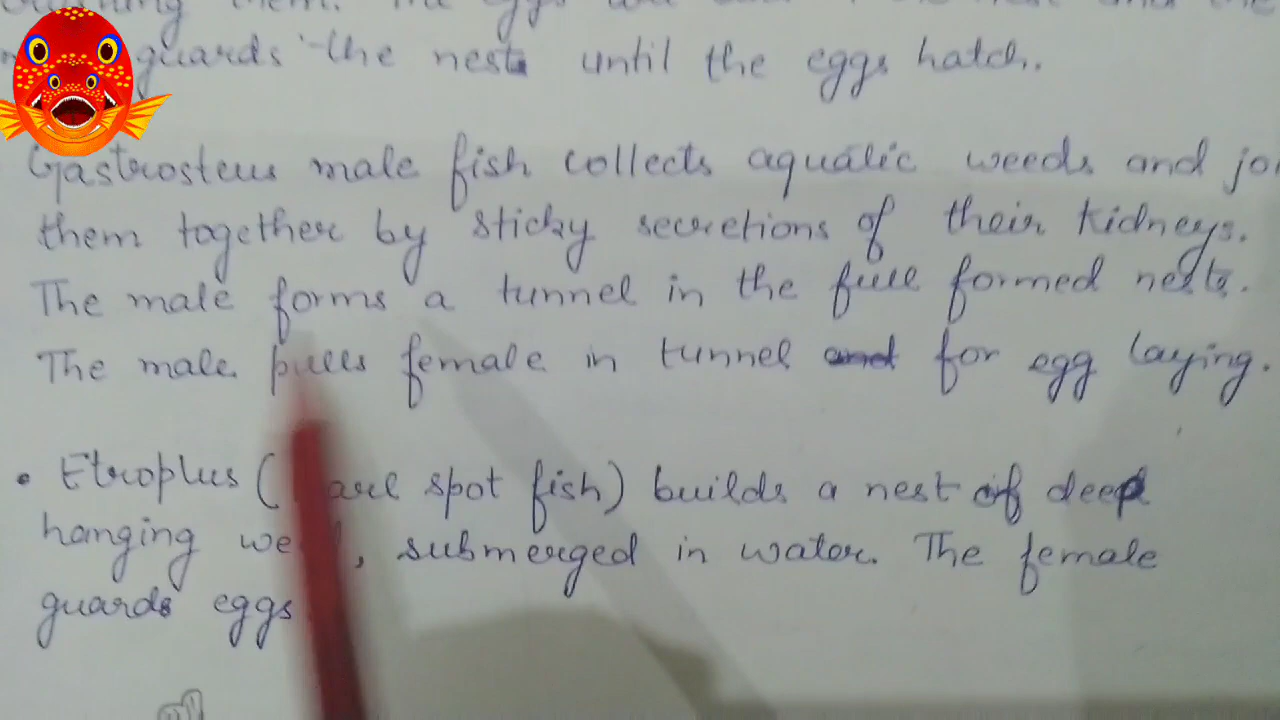 guards the nest until the eggs hatch.
Gastrosteus male fish collects aquatic weeds and
them together by sticky secretions of their kidneys.
The male forms a tunnel in the full formed nests.
The male pulls female in tunnel and for egg laying.
• Etroplus ( spot fish) builds a nest of deep
hanging , submerged in water. The female
guards eggs